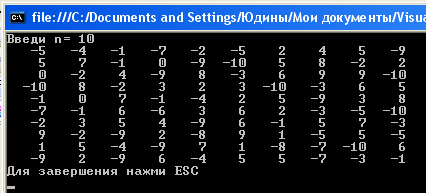 file:///C:/Documents and Settings/Юдины/Мои документы/Visua
Введи n= 10
-5 -4 -1 -7 -2 -5 2 4 5 -9
5 7 -1 0 -9 -10 5 8 -2 2
0 -2 4 -9 8 -3 6 9 9 -10
-10 8 -2 3 2 3 -10 -3 6 5
-1 0 7 -1 -4 2 5 -9 3 8
-7 -1 6 -6 3 6 2 -3 -5 -10
-2 3 5 4 -9 6 -1 5 7 -3
9 -2 -9 2 -8 9 1 -5 5 -5
1 5 -4 -9 7 1 -8 -7 -10 6
-9 2 -9 6 -4 5 5 -7 -3 -1
Для завершения нажми ESC